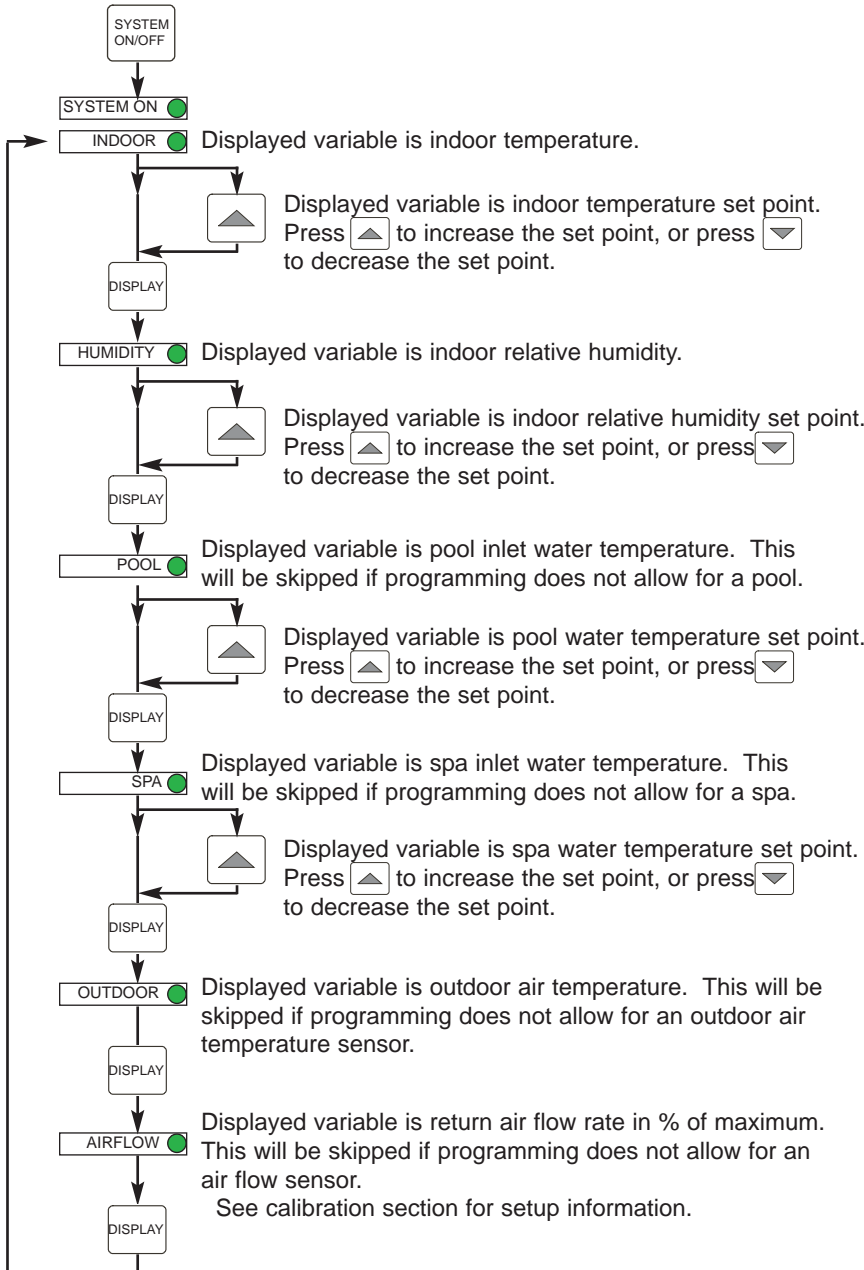 SYSTEM
ON/OFF
SYSTEM ON
INDOOR
Displayed variable is indoor temperature.
Displayed variable is indoor temperature set point.
Press to increase the set point, or press
to decrease the set point.
DISPLAY
HUMIDITY
Displayed variable is indoor relative humidity.
Displayed variable is indoor relative humidity set point.
Press to increase the set point, or press
to decrease the set point.
DISPLAY
POOL
Displayed variable is pool inlet water temperature. This
will be skipped if programming does not allow for a pool.
Displayed variable is pool water temperature set point.
Press to increase the set point, or press
to decrease the set point.
DISPLAY
SPA
Displayed variable is spa inlet water temperature. This
will be skipped if programming does not allow for a spa.
Displayed variable is spa water temperature set point.
Press to increase the set point, or press
to decrease the set point.
DISPLAY
OUTDOOR
Displayed variable is outdoor air temperature. This will be
skipped if programming does not allow for an outdoor air
temperature sensor.
DISPLAY
AIRFLOW
Displayed variable is return air flow rate in % of maximum.
This will be skipped if programming does not allow for an
air flow sensor.
See calibration section for setup information.
DISPLAY